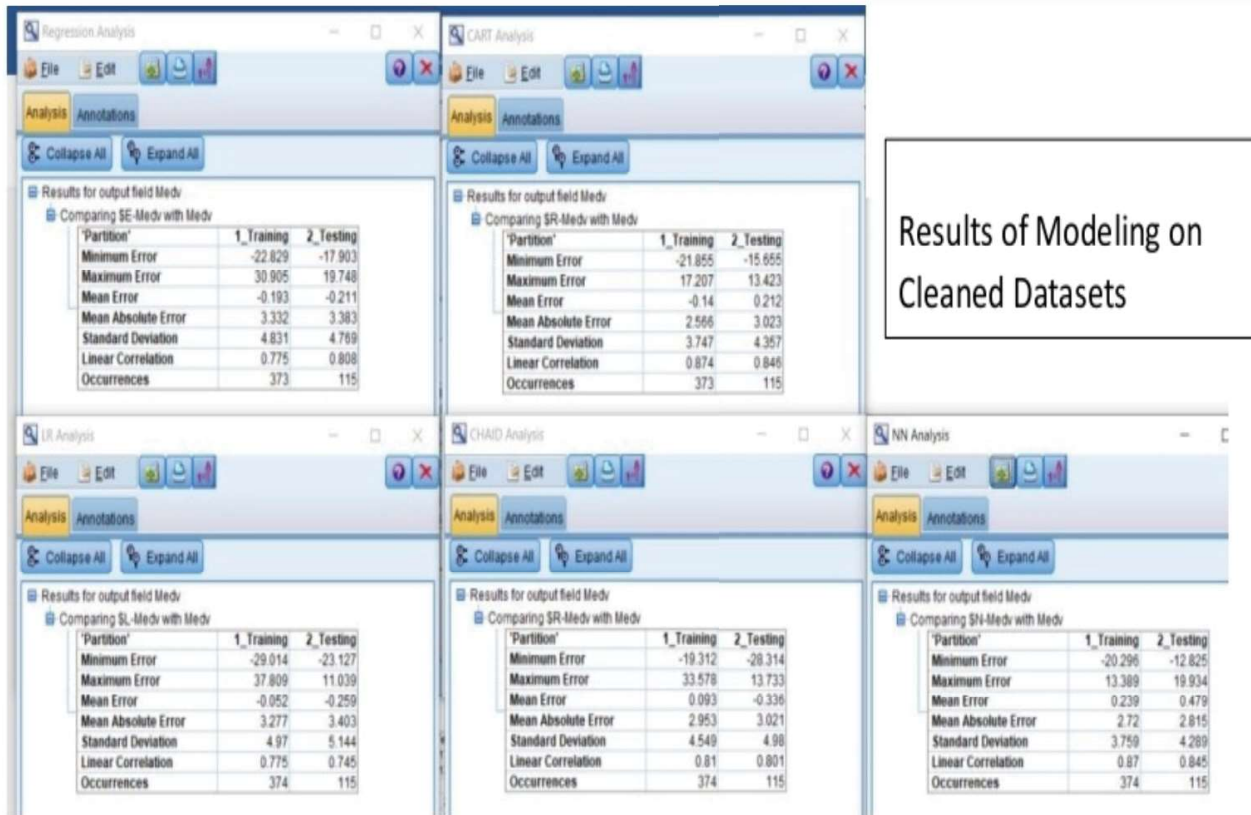 Regression Analysis
File Edit
Analysis Annotations
Collapse All Expand All
Results for output field Medv
Comparing $E-Medv with Medv
'Partition' 1_Training 2_Testing
Minimum Error -22.829 -17.903
Maximum Error 30.905 19.748
Mean Error -0.193 -0.211
Mean Absolute Error 3.332 3.383
Standard Deviation 4.831 4.769
Linear Correlation 0.775 0.808
Occurrences 373 115
CART Analysis
File Edit
Analysis Annotations
Collapse All Expand All
Results for output field Medv
Comparing $R-Medv with Medv
'Partition' 1_Training 2_Testing
Minimum Error -21.855 -15.655
Maximum Error 17.207 13.423
Mean Error -0.14 0.212
Mean Absolute Error 2.566 3.023
Standard Deviation 3.747 4.357
Linear Correlation 0.874 0.846
Occurrences 373 115
Results of Modeling on
Cleaned Datasets
LR Analysis
File Edit
Analysis Annotations
Collapse All Expand All
Results for output field Medv
Comparing $L-Medv with Medv
'Partition' 1_Training 2_Testing
Minimum Error -29.014 -23.127
Maximum Error 37.809 11.039
Mean Error -0.052 -0.259
Mean Absolute Error 3.277 3.403
Standard Deviation 4.97 5.144
Linear Correlation 0.775 0.745
Occurrences 374 115
CHAID Analysis
File Edit
Analysis Annotations
Collapse All Expand All
Results for output field Medv
Comparing $R-Medv with Medv
'Partition' 1_Training 2_Testing
Minimum Error -19.312 -28.314
Maximum Error 33.578 13.733
Mean Error 0.093 -0.336
Mean Absolute Error 2.953 3.021
Standard Deviation 4.549 4.98
Linear Correlation 0.81 0.801
Occurrences 374 115
NN Analysis
File Edit
Analysis Annotations
Collapse All Expand All
Results for output field Medv
Comparing $N-Medv with Medv
'Partition' 1_Training 2_Testing
Minimum Error -20.296 -12.825
Maximum Error 13.389 19.934
Mean Error 0.239 0.479
Mean Absolute Error 2.72 2.815
Standard Deviation 3.759 4.289
Linear Correlation 0.87 0.845
Occurrences 374 115